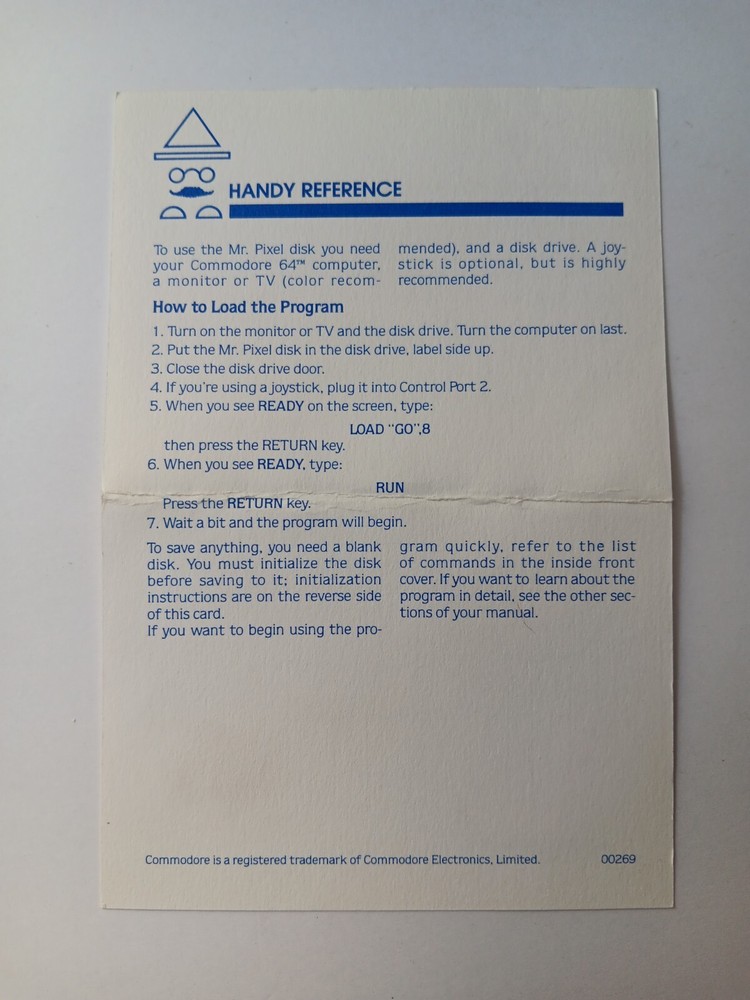 HANDY REFERENCE
To use the Mr. Pixel disk you need
your Commodore 64™ computer,
a monitor or TV (color recom-
mended), and a disk drive. A joy-
stick is optional, but is highly
recommended.
How to Load the Program
1. Turn on the monitor or TV and the disk drive. Turn the computer on last.
2. Put the Mr. Pixel disk in the disk drive, label side up.
3. Close the disk drive door.
4. If you're using a joystick, plug it into Control Port 2.
5. When you see READY on the screen, type:
LOAD "GO",8
then press the RETURN key.
6. When you see READY, type:
RUN
Press the RETURN key.
7. Wait a bit and the program will begin.
To save anything, you need a blank
disk. You must initialize the disk
before saving to it; initialization
instructions are on the reverse side
of this card.
If you want to begin using the pro-
gram quickly, refer to the list
of commands in the inside front
cover. If you want to learn about the
program in detail, see the other sec-
tions of your manual.
Commodore is a registered trademark of Commodore Electronics, Limited.
00269